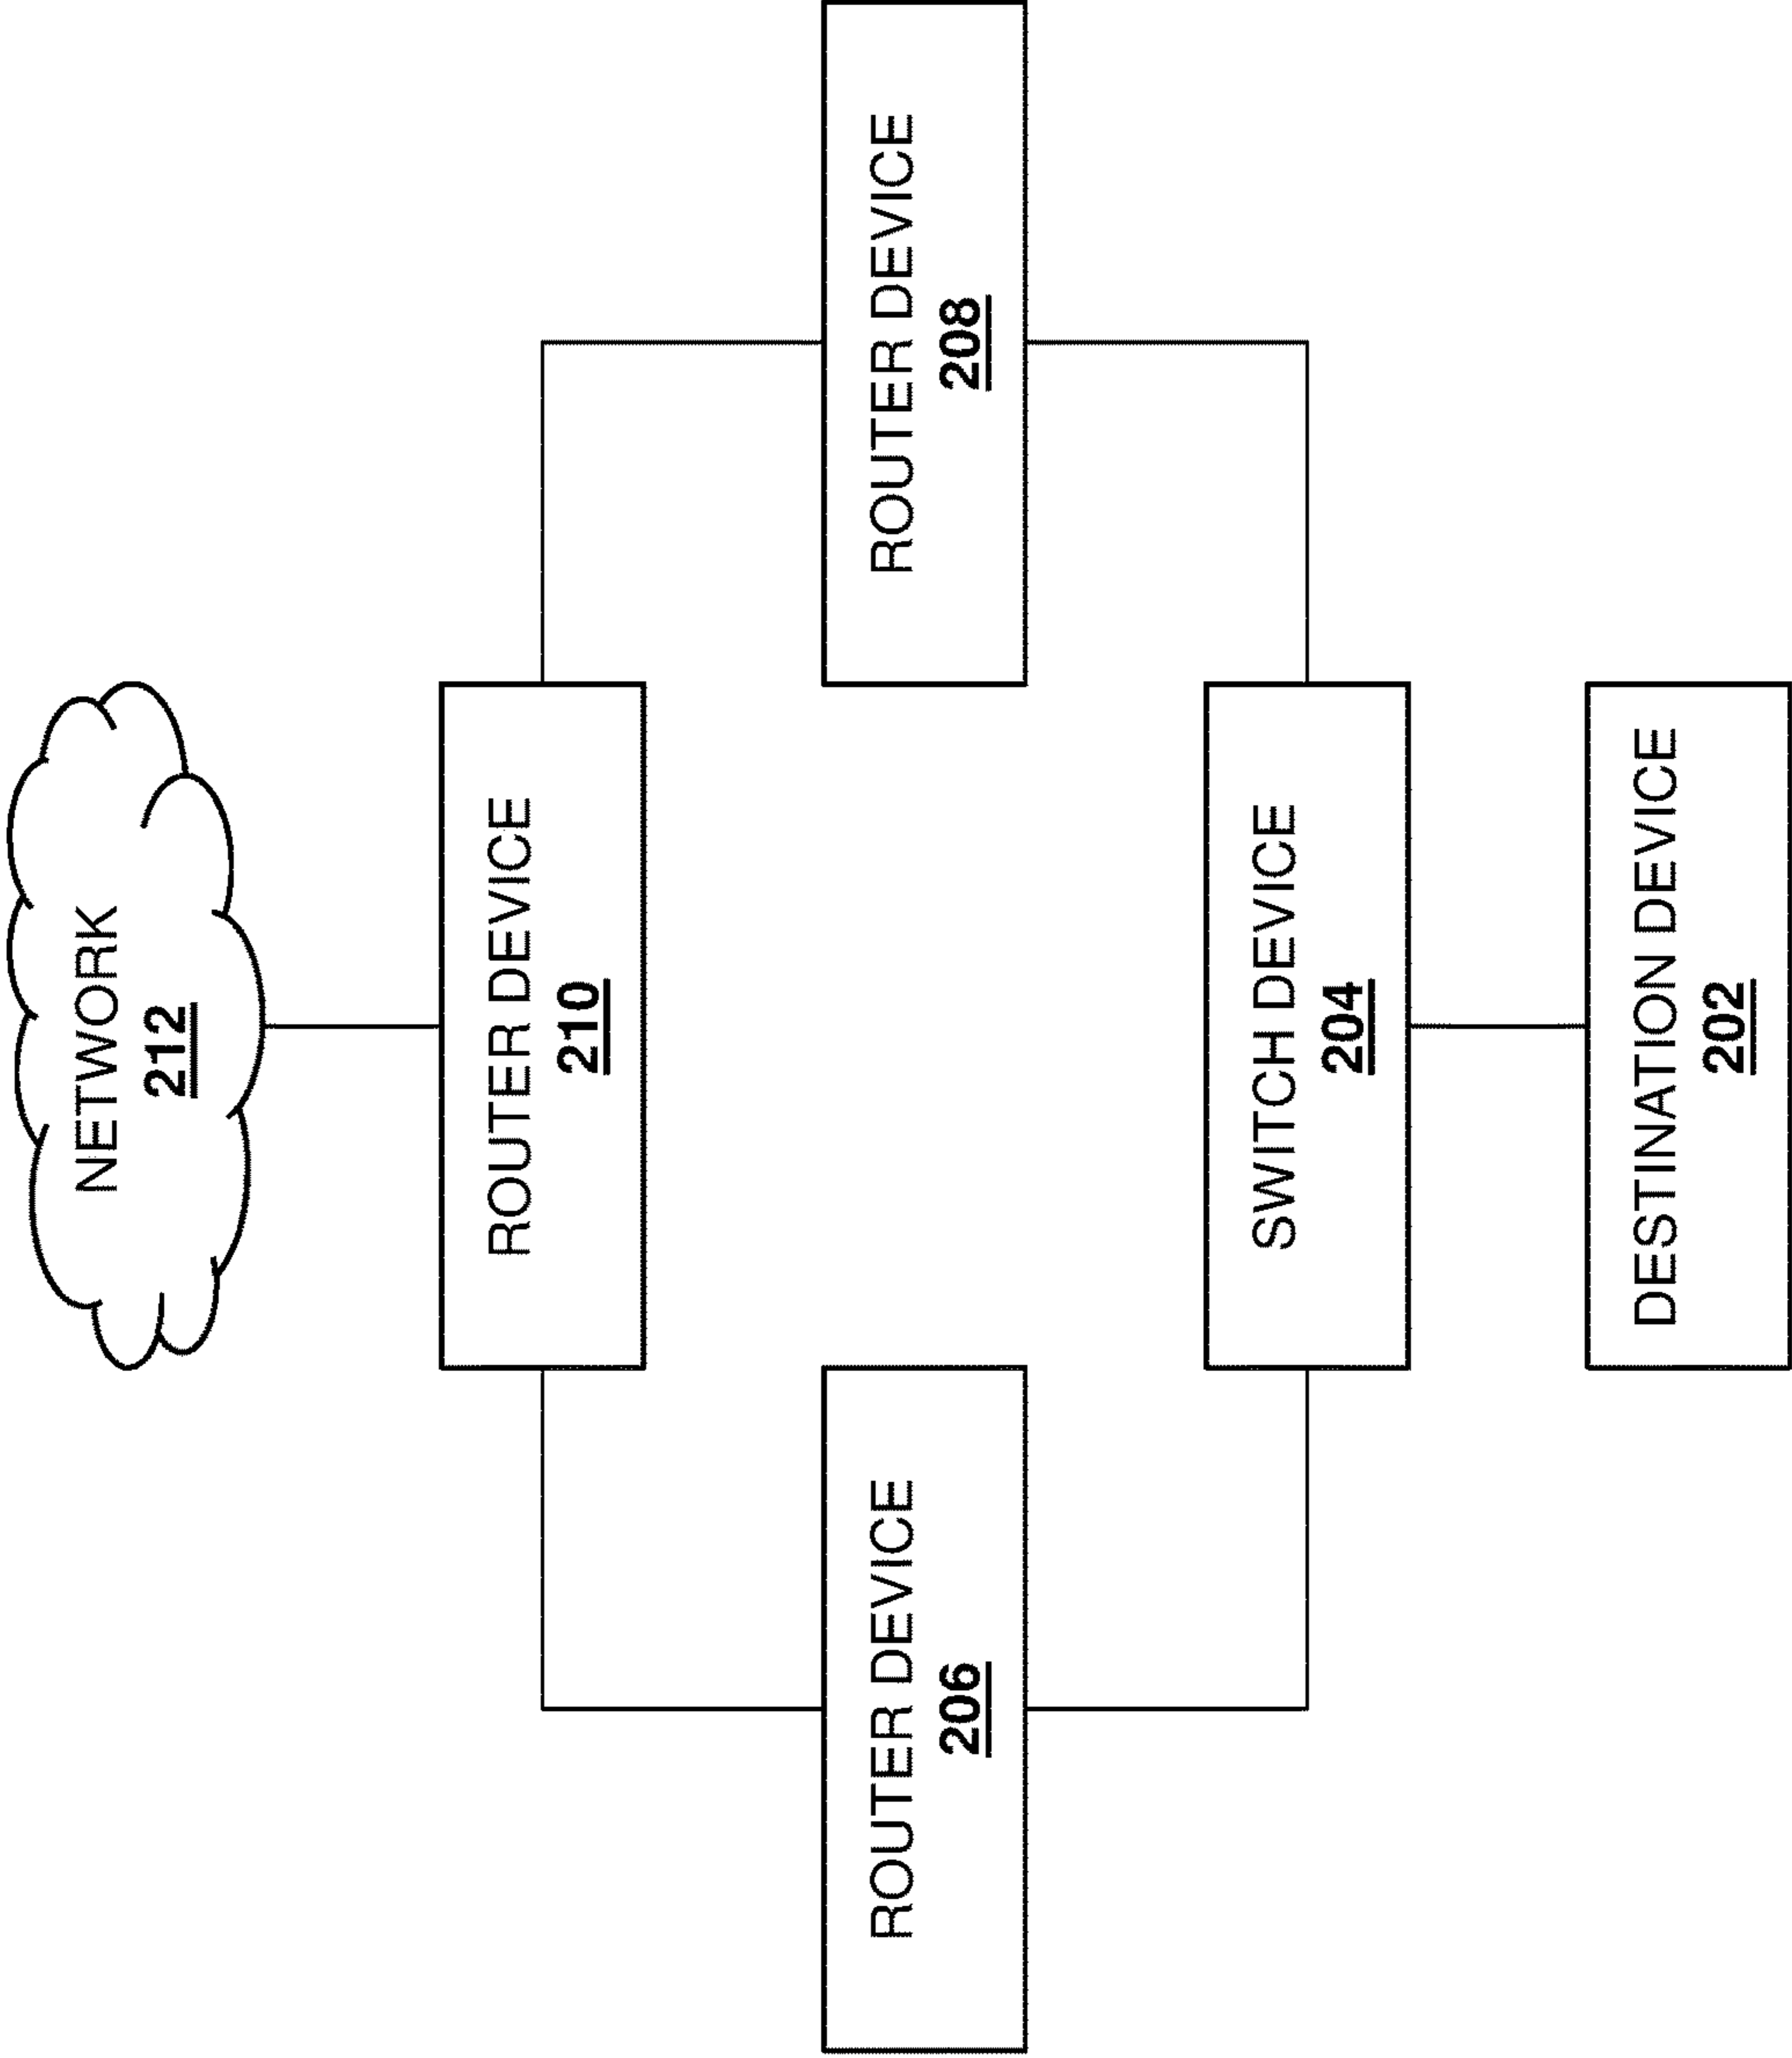 NETWORK
212
ROUTER DEVICE
210
ROUTER DEVICE
206
ROUTER DEVICE
208
SWITCH DEVICE
204
DESTINATION DEVICE
202